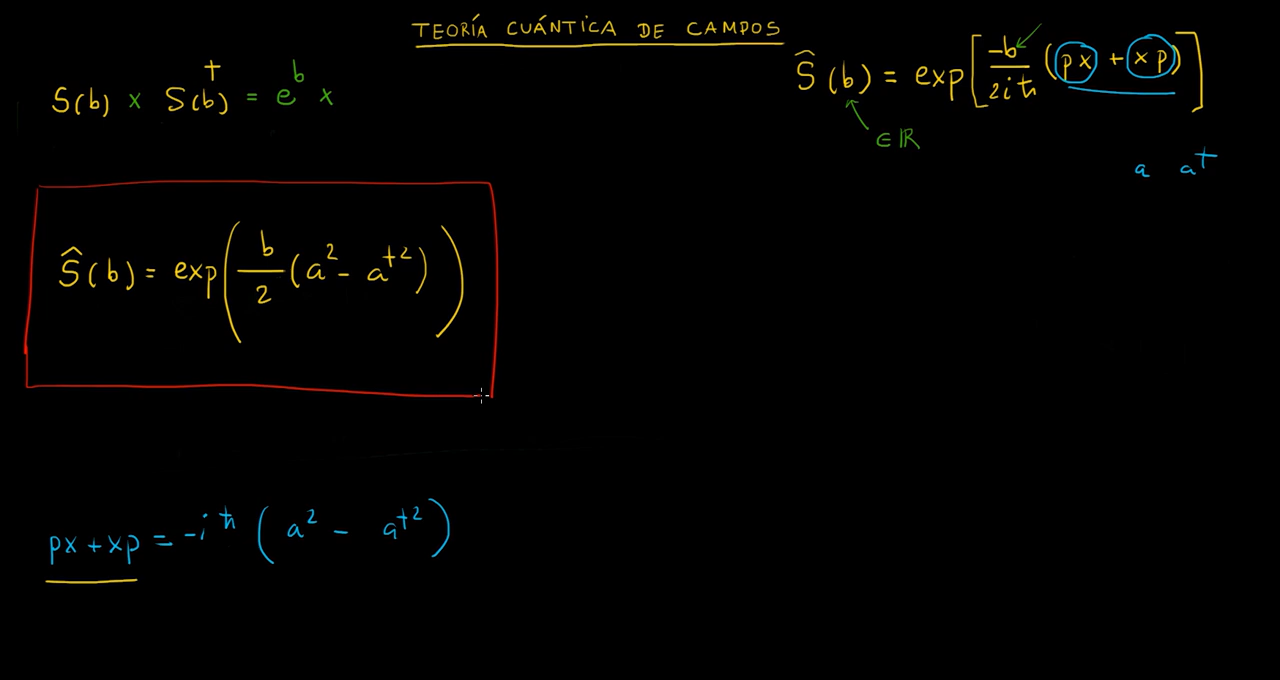 TEORÍA CUÁNTICA DE CAMPOS
S(b) x S(b)† = e^b x
Ŝ(b) = exp[-b/2iħ (px + xp)]
∈ ℝ
a a†
Ŝ(b) = exp(b/2 (a² - a†²))
px + xp = -iħ (a² - a†²)